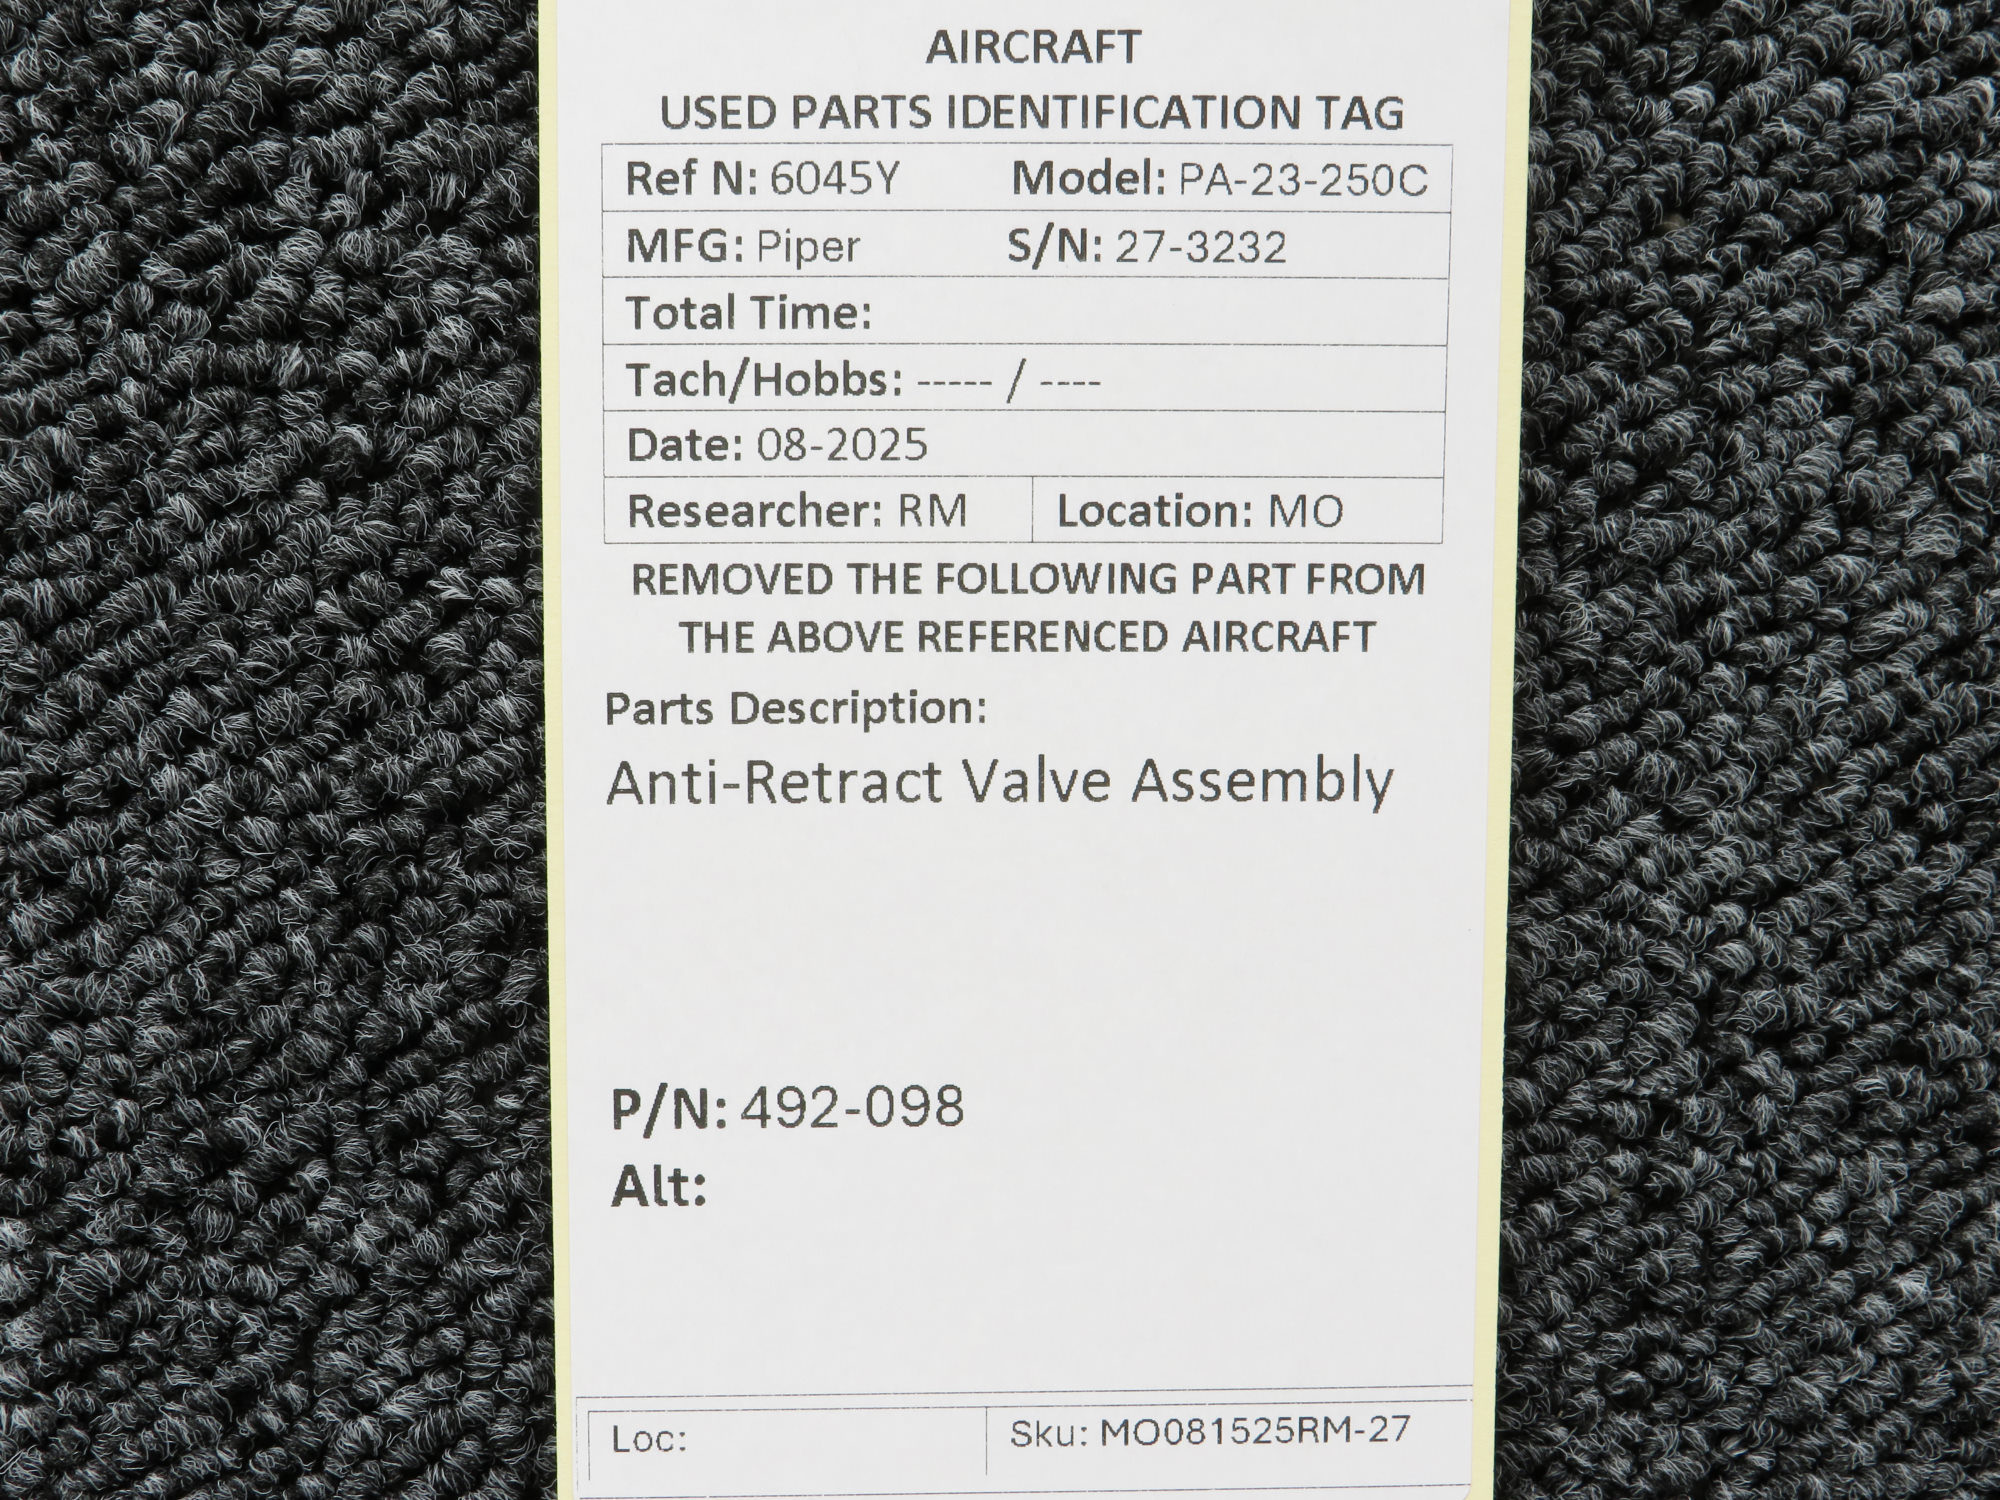 AIRCRAFT
USED PARTS IDENTIFICATION TAG
Ref N: 6045Y Model: PA-23-250C
MFG: Piper S/N: 27-3232
Total Time:
Tach/Hobbs: ----- / ----
Date: 08-2025
Researcher: RM Location: MO
REMOVED THE FOLLOWING PART FROM
THE ABOVE REFERENCED AIRCRAFT
Parts Description:
Anti-Retract Valve Assembly
P/N: 492-098
Alt:
Loc: Sku: MO081525RM-27